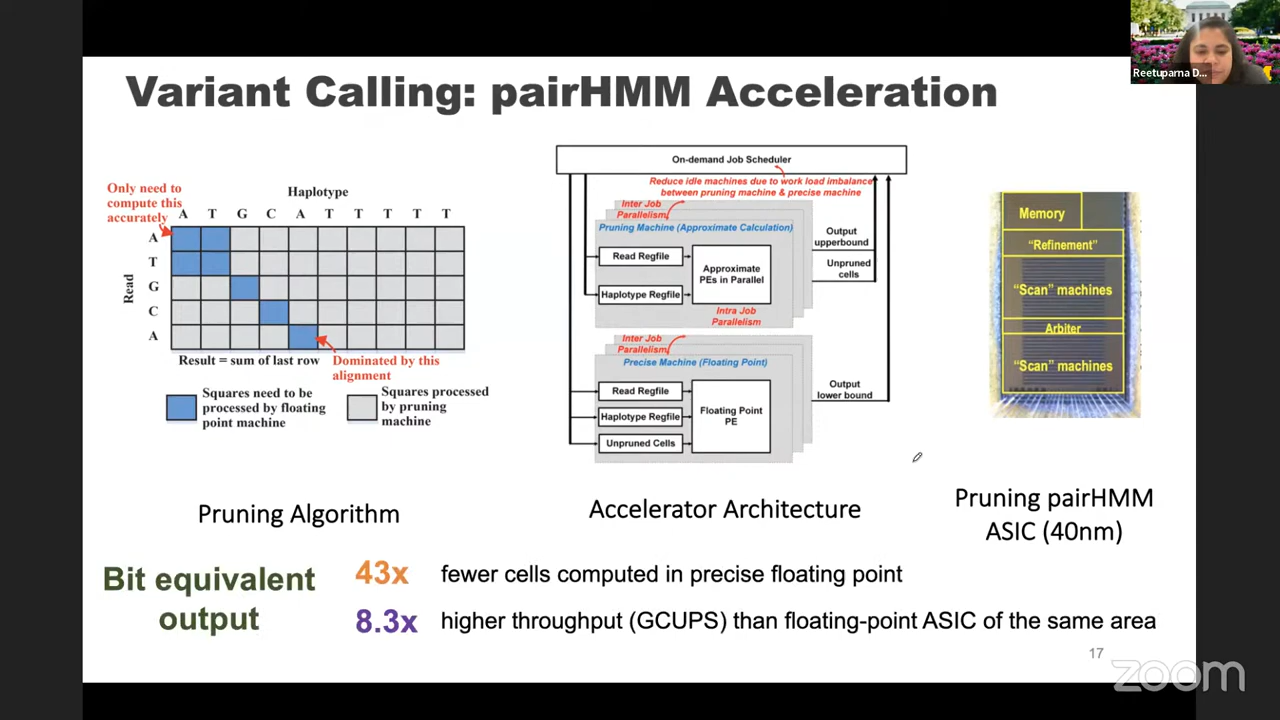 Reetuparna D...
Variant Calling: pairHMM Acceleration
Only need to
compute this
accurately
Haplotype
A T G C A T T T T T
Read
A
T
G
C
A
Result = sum of last row
Dominated by this
alignment
Squares need to be
processed by floating
point machine
Squares processed
by pruning
machine
Pruning Algorithm
On-demand Job Scheduler
Reduce idle machines due to work load imbalance
between pruning machine & precise machine
Inter Job
Parallelism
Pruning Machine (Approximate Calculation)
Read Regfile
Haplotype Regfile
Approximate
PEs in Parallel
Intra Job
Parallelism
Output
upperbound
Unpruned
cells
Inter Job
Parallelism
Precise Machine (Floating Point)
Read Regfile
Haplotype Regfile
Unpruned Cells
Floating Point
PE
Output
lower bound
Accelerator Architecture
Memory
“Refinement”
“Scan” machines
Arbiter
“Scan” machines
Pruning pairHMM
ASIC (40nm)
Bit equivalent
output
43x fewer cells computed in precise floating point
8.3x higher throughput (GCUPS) than floating-point ASIC of the same area
17
zoom